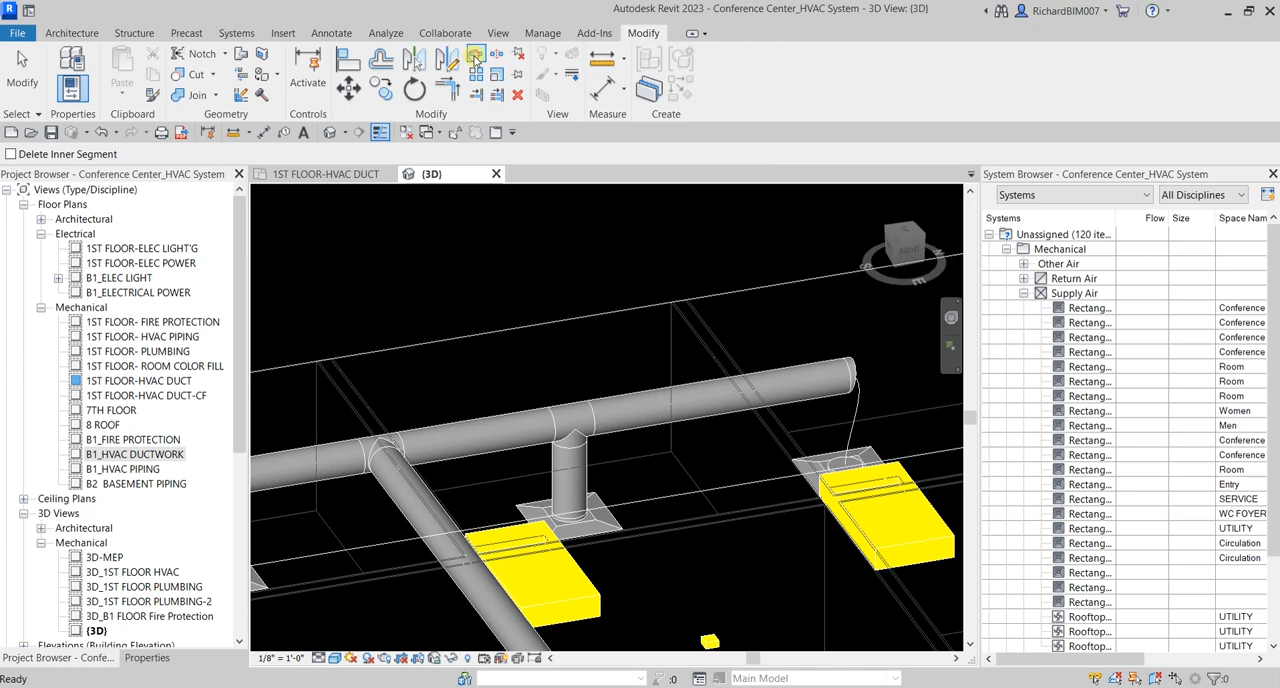 Autodesk Revit 2023 - Conference Center_HVAC System - 3D View: {3D}
RichardBIM007
File
Architecture
Structure
Precast
Systems
Insert
Annotate
Analyze
Collaborate
View
Manage
Add-Ins
Modify
Modify
Paste
Notch
Cut
Join
Activate
Select
Properties
Clipboard
Geometry
Controls
Modify
View
Measure
Create
Delete Inner Segment
Project Browser - Conference Center_HVAC System
1ST FLOOR-HVAC DUCT
{3D}
System Browser - Conference Center_HVAC System
Views (Type/Discipline)
Floor Plans
Architectural
Electrical
1ST FLOOR-ELEC LIGHT'G
1ST FLOOR-ELEC POWER
B1_ELEC LIGHT
B1_ELECTRICAL POWER
Mechanical
1ST FLOOR- FIRE PROTECTION
1ST FLOOR- HVAC PIPING
1ST FLOOR- PLUMBING
1ST FLOOR- ROOM COLOR FILL
1ST FLOOR-HVAC DUCT
1ST FLOOR-HVAC DUCT-CF
7TH FLOOR
8 ROOF
B1_FIRE PROTECTION
B1_HVAC DUCTWORK
B1_HVAC PIPING
B2 BASEMENT PIPING
Ceiling Plans
3D Views
Architectural
Mechanical
3D-MEP
3D_1ST FLOOR HVAC
3D_1ST FLOOR PLUMBING
3D_1ST FLOOR PLUMBING-2
3D_B1 FLOOR Fire Protection
{3D}
Elevations (Building Elevation)
Project Browser - Confe...
Properties
RIGHT
S
E
1/8" = 1'-0"
Systems
All Disciplines
Systems
Flow
Size
Space Nam
Unassigned (120 ite...
Mechanical
Other Air
Return Air
Supply Air
Rectang... Conference
Rectang... Conference
Rectang... Conference
Rectang... Conference
Rectang... Room
Rectang... Room
Rectang... Room
Rectang... Women
Rectang... Men
Rectang... Conference
Rectang... Conference
Rectang... Room
Rectang... Entry
Rectang... SERVICE
Rectang... WC FOYER
Rectang... UTILITY
Rectang... Circulation
Rectang... Circulation
Rectang...
Rectang...
Rectang...
Rooftop... UTILITY
Rooftop... UTILITY
Rooftop... UTILITY
Ready
:0
Main Model
:0